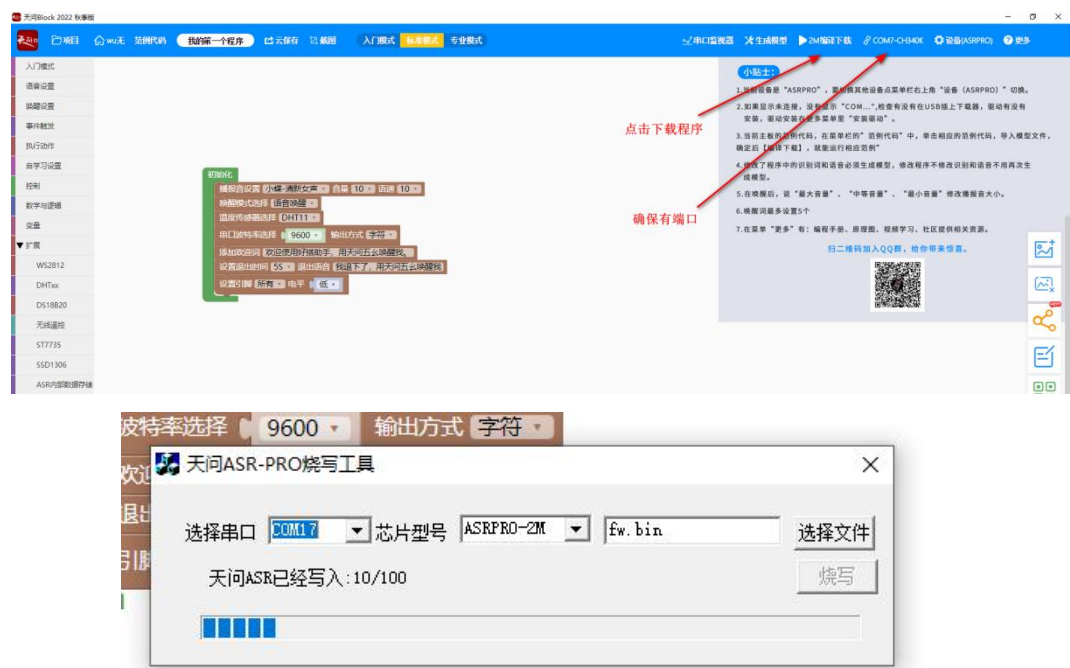 天问Block 2022 秋季版
天问 项目 wu无 范例代码 我的第一个程序 云保存 截图 入门模式 标准模式 专业模式 串口监视器 生成模型 2M编译下载 COM7-CH340K 设备(ASRPRO) 更多
入门模式
语音设置
唤醒设置
事件触发
执行动作
自学习设置
控制
数学与逻辑
变量
扩展
WS2812
DHTxx
DS18B20
无线遥控
ST7735
SSD1306
ASR内部数据存储
初始化
播报音设置 小蝶-清新女声 音量 10 语速 10
唤醒模式选择 语音唤醒
温度传感器选择 DHT11
串口波特率选择 9600 输出方式 字符
添加欢迎词 欢迎使用好搭助手，用天问五幺唤醒我。
设置退出时间 5S 退出语音 我退下了，用天问五幺唤醒我
设置引脚 所有 电平 低
点击下载程序
确保有端口
小贴士：
1.当前设备是 “ASRPRO” ，要切换其他设备点菜单栏右上角 “设备（ASRPRO）” 切换。
2.如果显示未连接，没有显示 “COM...”,检查有没有在USB插上下载器，驱动有没有
安装，驱动安装在更多菜单里 “安装驱动” 。
3.当前主板的范例代码，在菜单栏的” 范例代码” 中，单击相应的范例代码，导入模型文件，
确定后【编译下载】，就能运行相应范例”
4.修改了程序中的识别词和语音必须生成模型，修改程序不修改识别和语音不用再次生
成模型。
5.在唤醒后，说 “最大音量” 、 “中等音量” 、 “最小音量” 修改播报音大小。
6.唤醒词最多设置5个
7.在菜单 “更多” 有：编程手册、原理图、视频学习、社区提供相关资源。
扫二维码加入QQ群，给你带来惊喜。
波特率选择 9600 输出方式 字符
天问ASR-PRO烧写工具
选择串口 COM17 芯片型号 ASRPRO-2M fw.bin 选择文件
天问ASR已经写入:10/100 烧写